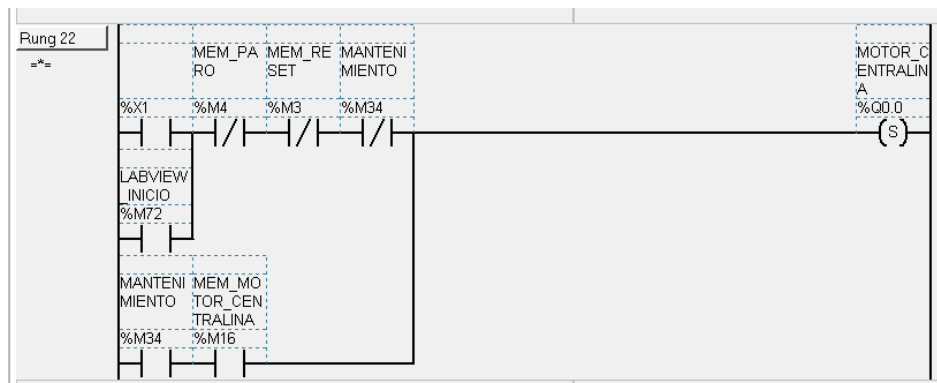 Rung 22
=*=
MEM_PA
RO
MEM_RE
SET
MANTENI
MIENTO
MOTOR_C
ENTRALIN
A
%X1
%M4
%M3
%M34
%Q0.0
S
LABVIEW
_INICIO
%M72
MANTENI
MIENTO
MEM_MO
TOR_CEN
TRALINA
%M34
%M16